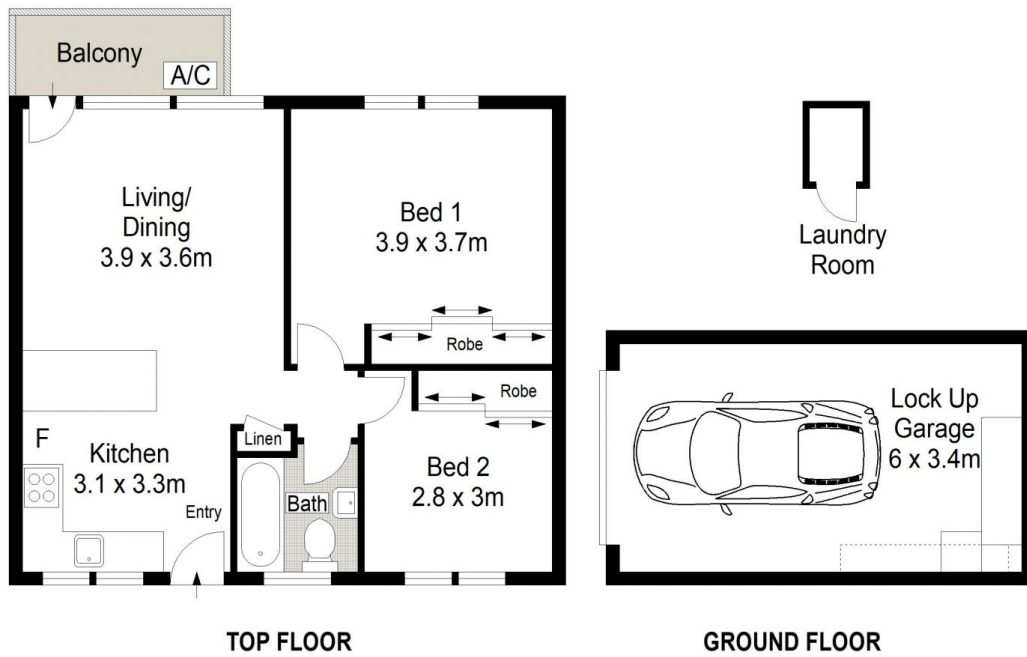 Balcony
A/C
Living/
Dining
3.9 x 3.6m
Bed 1
3.9 x 3.7m
Robe
Robe
Linen
F
Kitchen
3.1 x 3.3m
Entry
Bath
Bed 2
2.8 x 3m
TOP FLOOR
Laundry
Room
Lock Up
Garage
6 x 3.4m
GROUND FLOOR